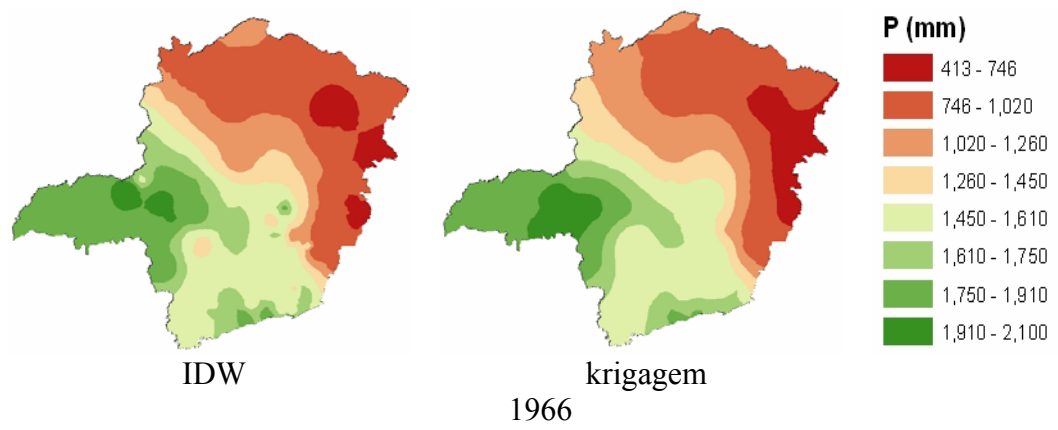 P (mm)
413 - 746
746 - 1,020
1,020 - 1,260
1,260 - 1,450
1,450 - 1,610
1,610 - 1,750
1,750 - 1,910
1,910 - 2,100
IDW
krigagem
1966